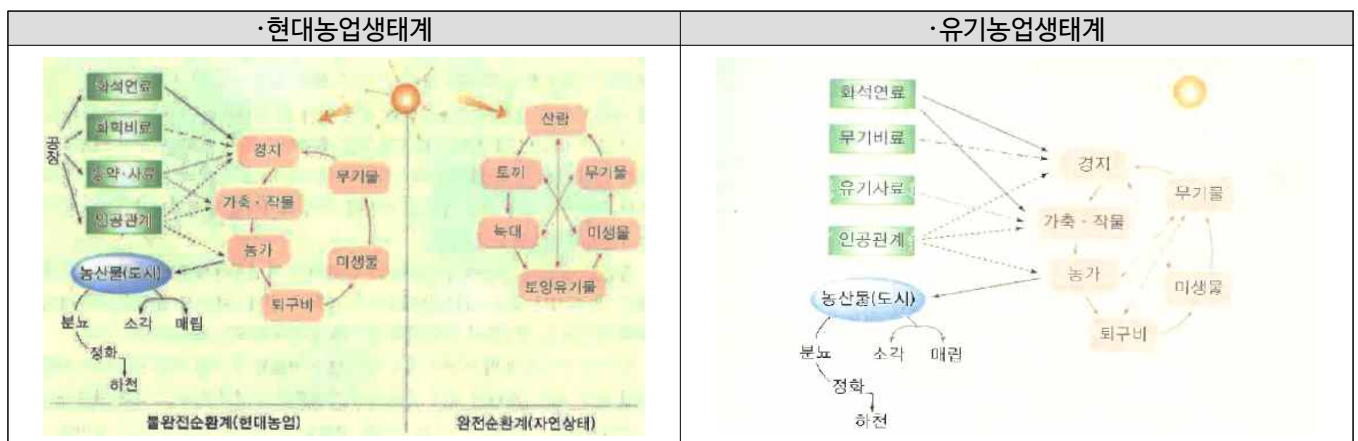 ·현대농업생태계
화석연료
화학비료
농약·사료
인공관계
공장
경지
가축·작물
농가
퇴구비
미생물
무기물
농산물(도시)
분뇨
소각
매립
정화
하천
불완전순환계(현대농업)
산람
토끼
늑대
토양유기물
미생물
무기물
완전순환계(자연상태)
·유기농업생태계
화석연료
무기비료
유기사료
인공관계
경지
가축·작물
농가
퇴구비
미생물
무기물
농산물(도시)
분뇨
소각
매립
정화
하천